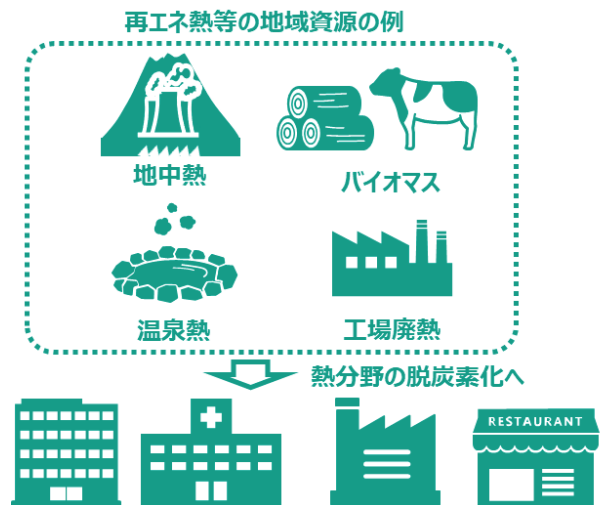 再エネ熱等の地域資源の例
地中熱
バイオマス
温泉熱
工場廃熱
熱分野の脱炭素化へ
RESTAURANT